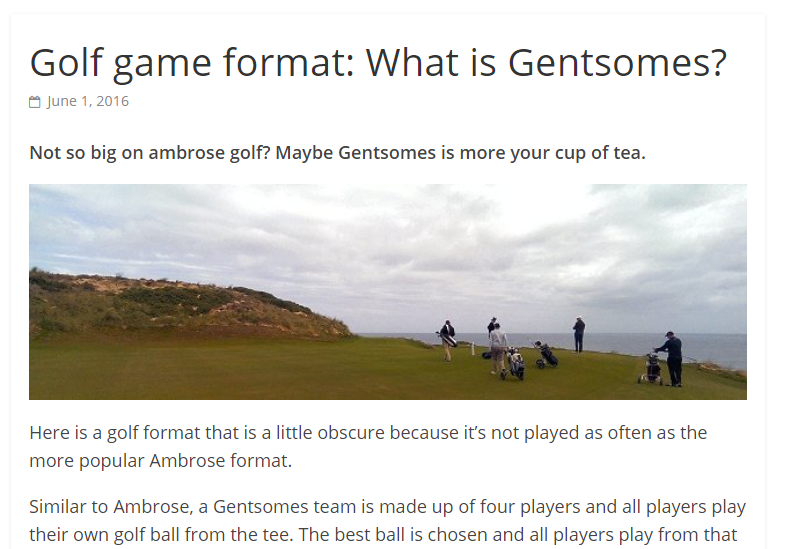 Golf game format: What is Gentsomes?
June 1, 2016
Not so big on ambrose golf? Maybe Gentsomes is more your cup of tea.
Here is a golf format that is a little obscure because it’s not played as often as the
more popular Ambrose format.
Similar to Ambrose, a Gentsomes team is made up of four players and all players play
their own golf ball from the tee. The best ball is chosen and all players play from that